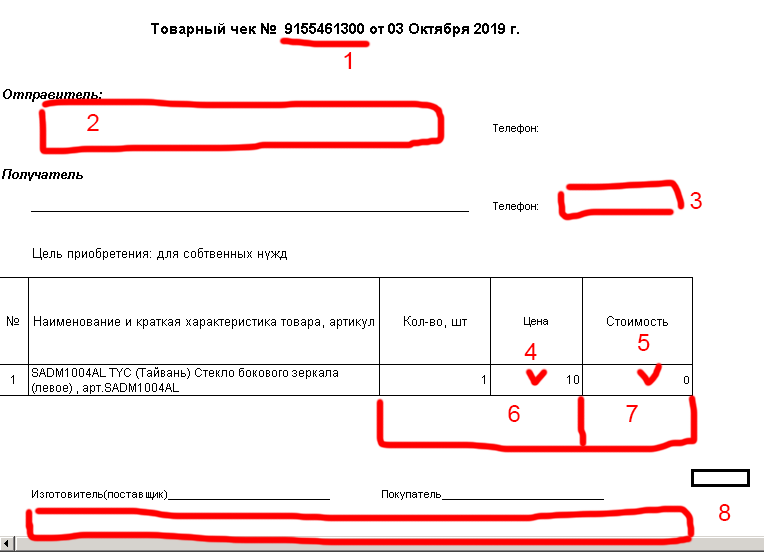 Товарный чек № 9155461300 от 03 Октября 2019 г.
1
Отправитель:
2
Телефон:
Получатель
Телефон:
3
Цель приобретения: для собтвенных нужд
№ Наименование и краткая характеристика товара, артикул Кол-во, шт Цена Стоимость
4 5
1 SADM1004AL TYC (Тайвань) Стекло бокового зеркала 1 10 0
(левое) , арт.SADM1004AL
6 7
Изготовитель(поставщик) Покупатель
8